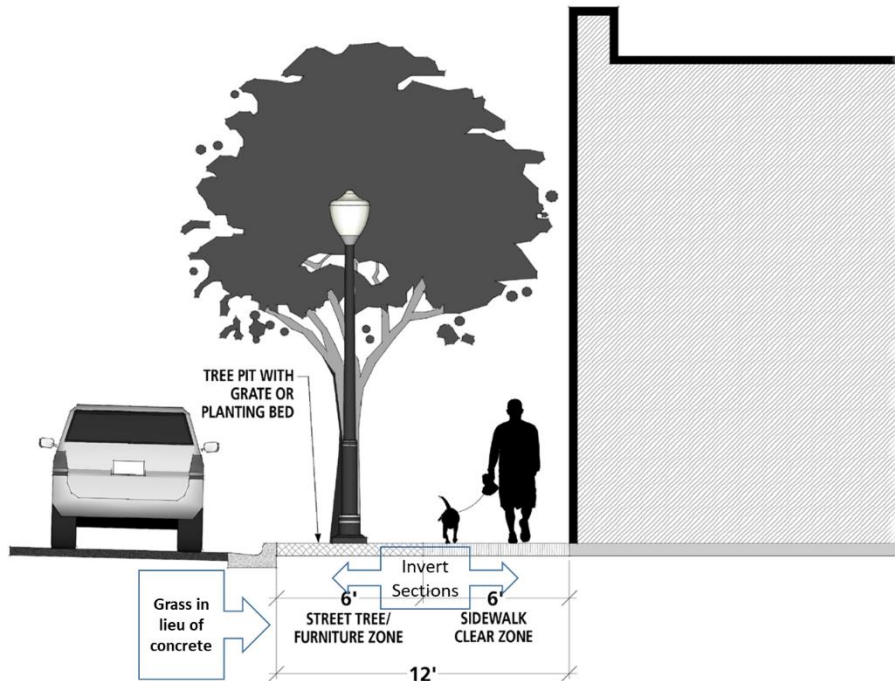 TREE PIT WITH
GRATE OR
PLANTING BED
Invert
Sections
Grass in
lieu of
concrete
6'
STREET TREE/
FURNITURE ZONE
6'
SIDEWALK
CLEAR ZONE
12'